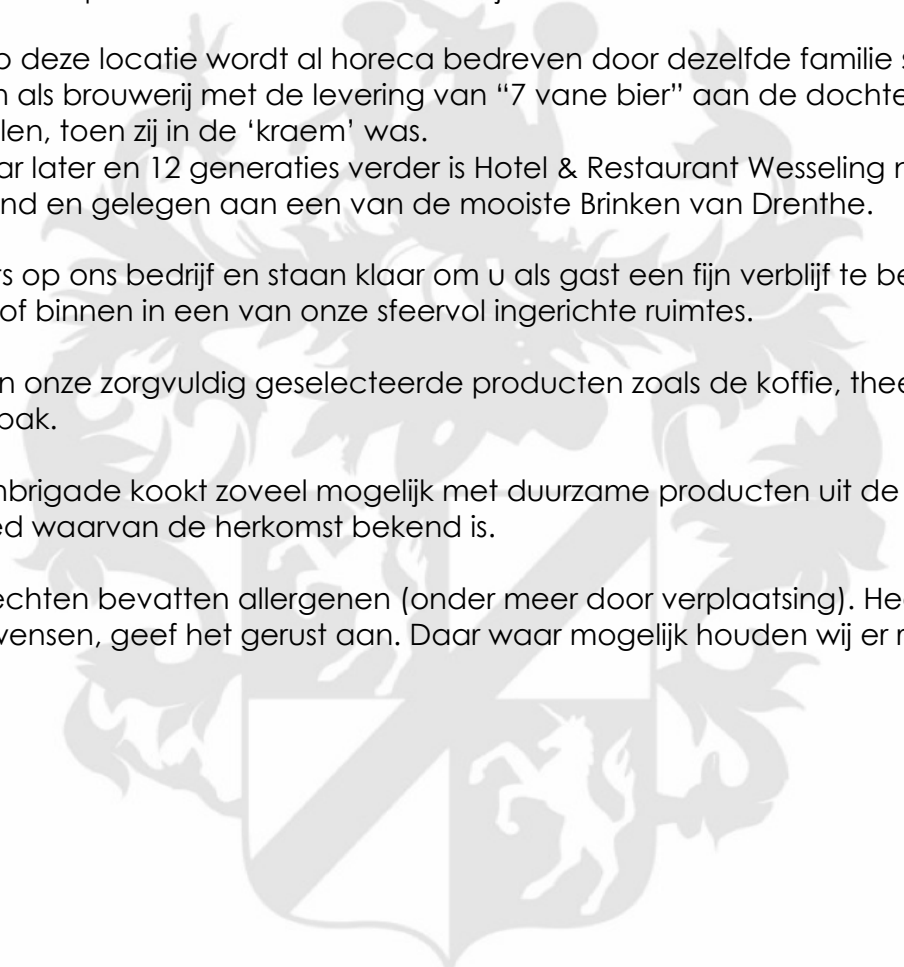 o deze locatie wordt al horeca bedreven door dezelfde familie s
n als brouwerij met de levering van “7 vane bier” aan de dochte
len, toen zij in de ‘kraem’ was.
ar later en 12 generaties verder is Hotel & Restaurant Wesseling n
nd en gelegen aan een van de mooiste Brinken van Drenthe.
s op ons bedrijf en staan klaar om u als gast een fijn verblijf te be
of binnen in een van onze sfeervol ingerichte ruimtes.
n onze zorgvuldig geselecteerde producten zoals de koffie, thee
bak.
nbrigade kookt zoveel mogelijk met duurzame producten uit de
ed waarvan de herkomst bekend is.
echten bevatten allergenen (onder meer door verplaatsing). Hee
wensen, geef het gerust aan. Daar waar mogelijk houden wij er r